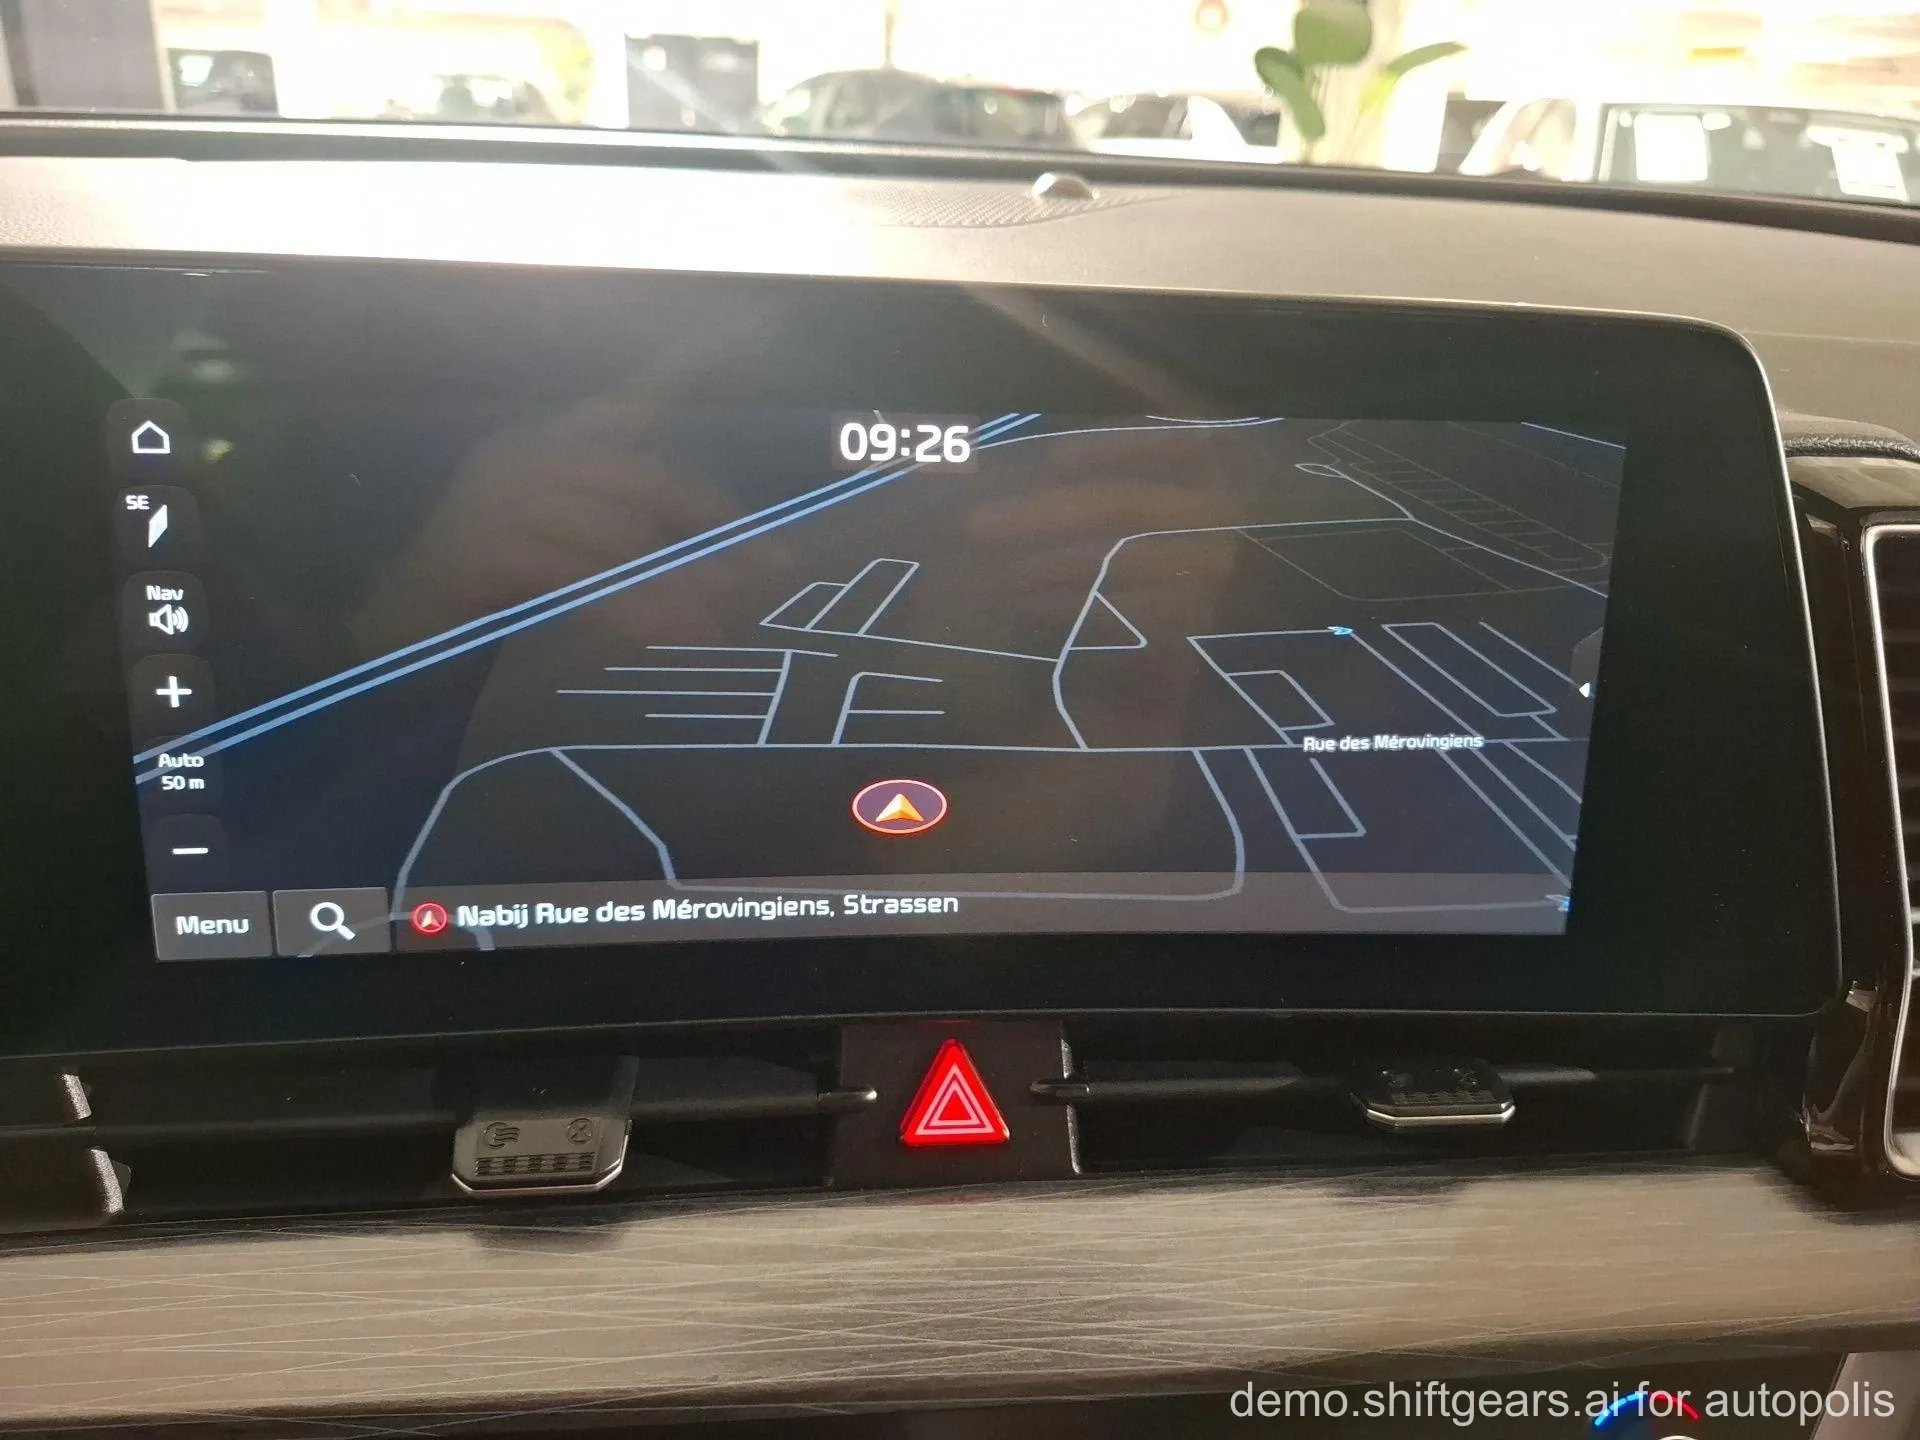 09:26
SE
Nav
Auto
50 m
Rue des Mérovingiens
Menu
Nabij Rue des Mérovingiens, Strassen
demo.shiftgears.ai for autopolis